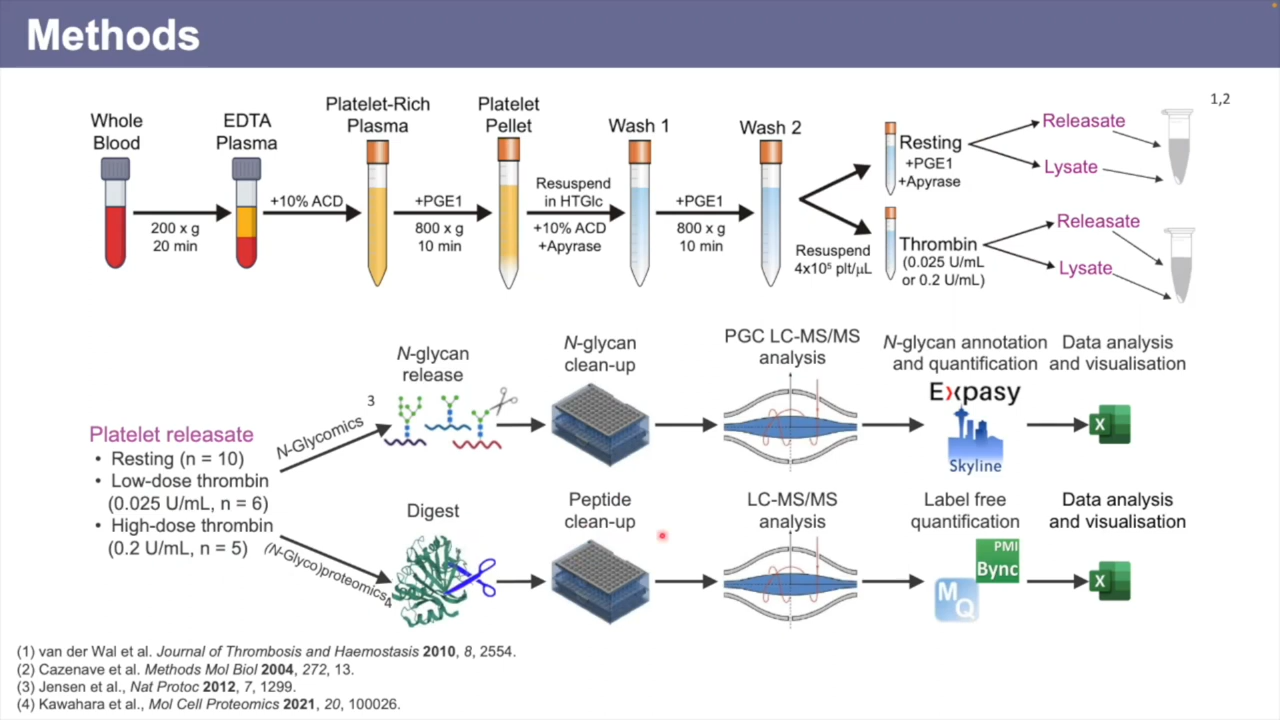 Methods
1,2
Whole
Blood
EDTA
Plasma
Platelet-Rich
Plasma
Platelet
Pellet
Wash 1
Wash 2
200 x g
20 min
+10% ACD
+PGE1
800 x g
10 min
Resuspend
in HTGlc
+10% ACD
+Apyrase
+PGE1
800 x g
10 min
Resuspend
4x10⁵ plt/µL
Resting
+PGE1
+Apyrase
Releasate
Lysate
Thrombin
(0.025 U/mL
or 0.2 U/mL)
Releasate
Lysate
Platelet releasate
• Resting (n = 10)
• Low-dose thrombin
(0.025 U/mL, n = 6)
• High-dose thrombin
(0.2 U/mL, n = 5)
N-Glycomics
3
N-glycan
release
N-glycan
clean-up
PGC LC-MS/MS
analysis
N-glycan annotation
and quantification
Expasy
Skyline
Data analysis
and visualisation
X
(N-Glyco)proteomics
4
Digest
Peptide
clean-up
LC-MS/MS
analysis
Label free
quantification
PMI
Bync
M
Q
Data analysis
and visualisation
X
(1) van der Wal et al. Journal of Thrombosis and Haemostasis 2010, 8, 2554.
(2) Cazenave et al. Methods Mol Biol 2004, 272, 13.
(3) Jensen et al., Nat Protoc 2012, 7, 1299.
(4) Kawahara et al., Mol Cell Proteomics 2021, 20, 100026.